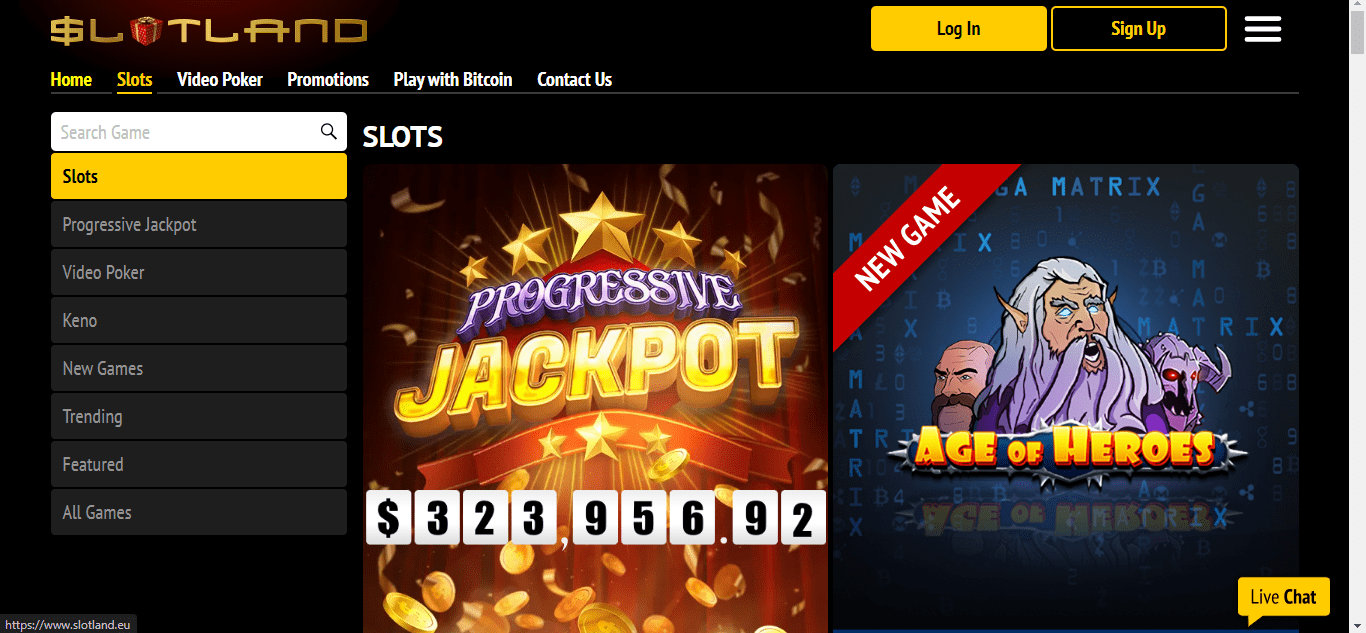 $LOTLAND
Log In
Sign Up
Home
Slots
Video Poker
Promotions
Play with Bitcoin
Contact Us
Search Game
Slots
Progressive Jackpot
Video Poker
Keno
New Games
Trending
Featured
All Games
SLOTS
PROGRESSIVE
JACKPOT
$323,956.92
NEW GAME
MATRIX
AGE OF HEROES
Live Chat
https://www.slotland.eu